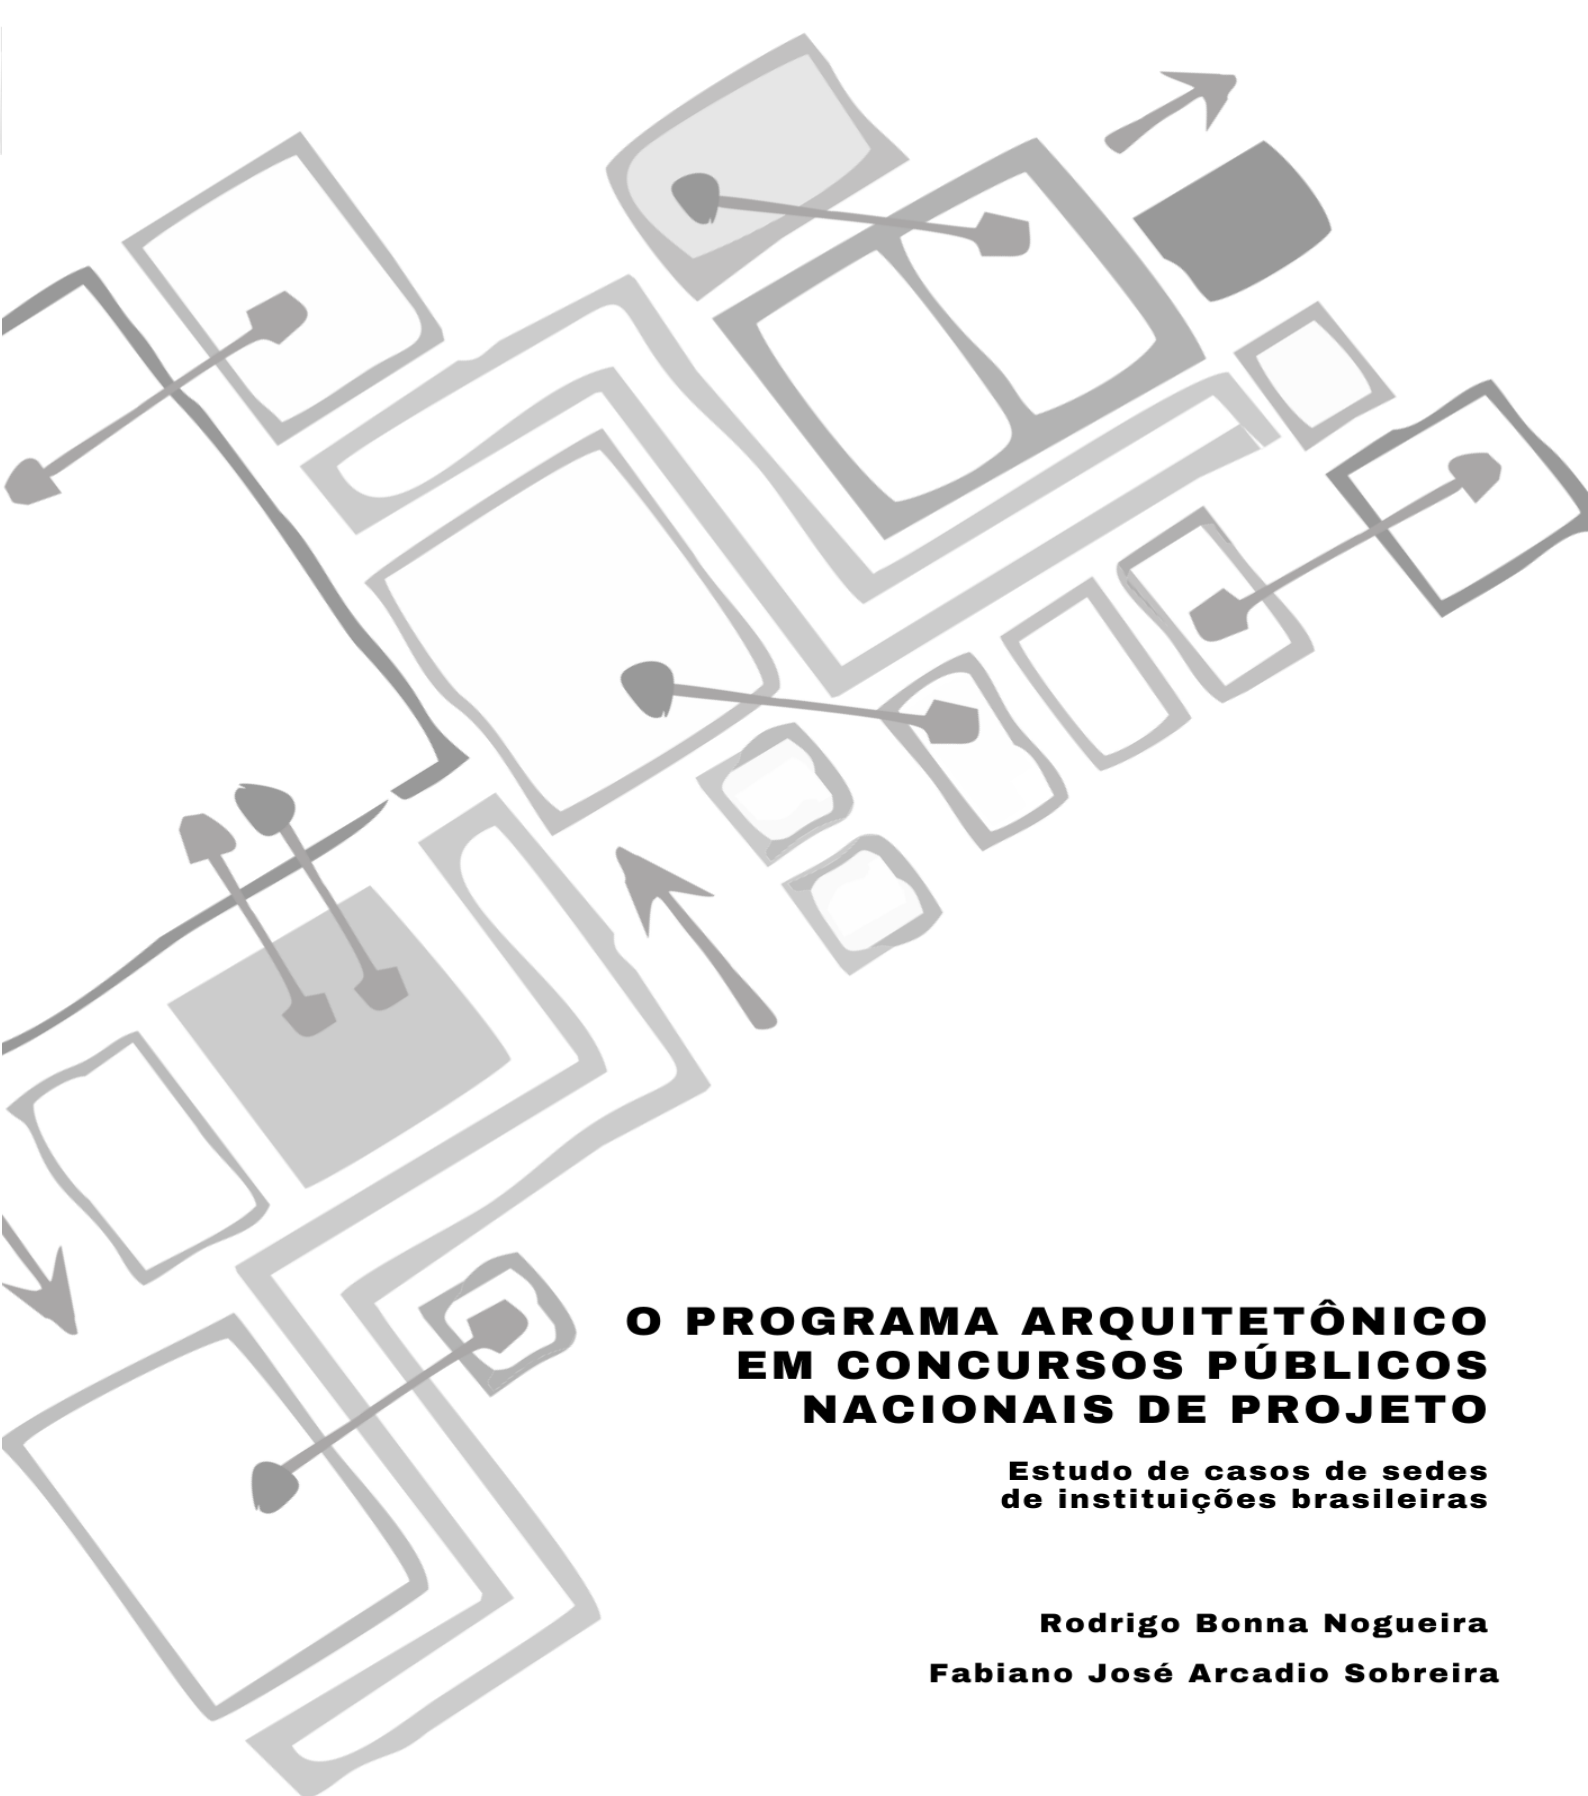 O PROGRAMA ARQUITETÔNICO
EM CONCURSOS PÚBLICOS
NACIONAIS DE PROJETO
Estudo de casos de sedes
de instituições brasileiras
Rodrigo Bonna Nogueira
Fabiano José Arcadio Sobreira